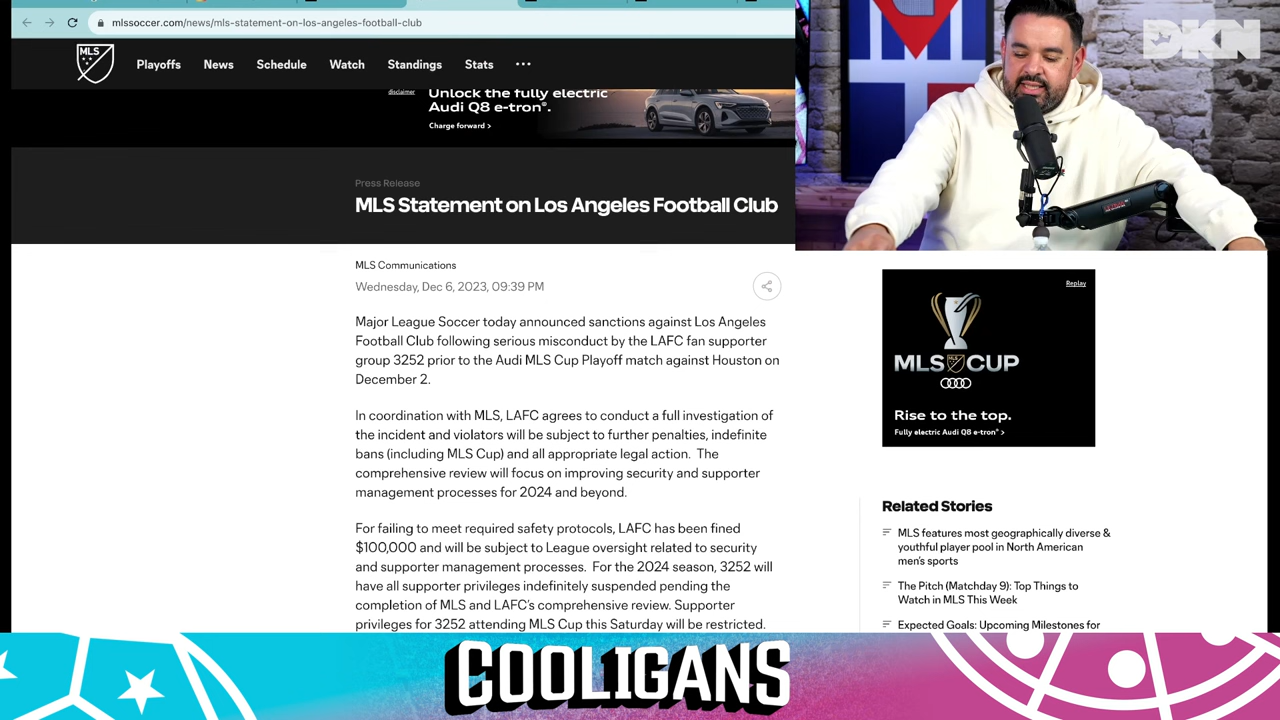 mlssoccer.com/news/mls-statement-on-los-angeles-football-club
MLS
Playoffs News Schedule Watch Standings Stats
disclaimer
Unlock the fully electric
Audi Q8 e-tron®.
Charge forward >
DKN
Press Release
MLS Statement on Los Angeles Football Club
MLS Communications
Wednesday, Dec 6, 2023, 09:39 PM
Major League Soccer today announced sanctions against Los Angeles
Football Club following serious misconduct by the LAFC fan supporter
group 3252 prior to the Audi MLS Cup Playoff match against Houston on
December 2.
In coordination with MLS, LAFC agrees to conduct a full investigation of
the incident and violators will be subject to further penalties, indefinite
bans (including MLS Cup) and all appropriate legal action. The
comprehensive review will focus on improving security and supporter
management processes for 2024 and beyond.
For failing to meet required safety protocols, LAFC has been fined
$100,000 and will be subject to League oversight related to security
and supporter management processes. For the 2024 season, 3252 will
have all supporter privileges indefinitely suspended pending the
completion of MLS and LAFC's comprehensive review. Supporter
privileges for 3252 attending MLS Cup this Saturday will be restricted.
Replay
MLS CUP
Rise to the top.
Fully electric Audi Q8 e-tron® >
Related Stories
MLS features most geographically diverse &
youthful player pool in North American
men's sports
The Pitch (Matchday 9): Top Things to
Watch in MLS This Week
Expected Goals: Upcoming Milestones for
COOLIGANS